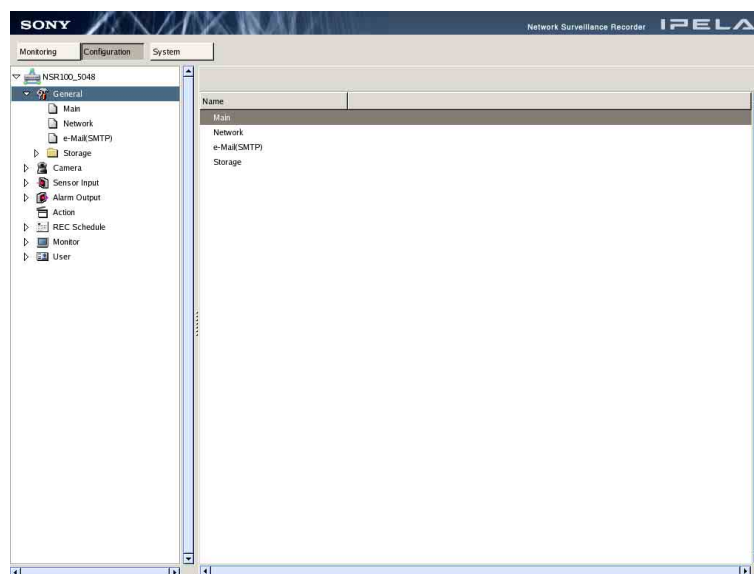 SONY
Network Surveillance Recorder IPELA
Monitoring Configuration System
NSR100_5048
General
Main
Network
e-Mail(SMTP)
Storage
Camera
Sensor Input
Alarm Output
Action
REC Schedule
Monitor
User
Name
Main
Network
e-Mail(SMTP)
Storage